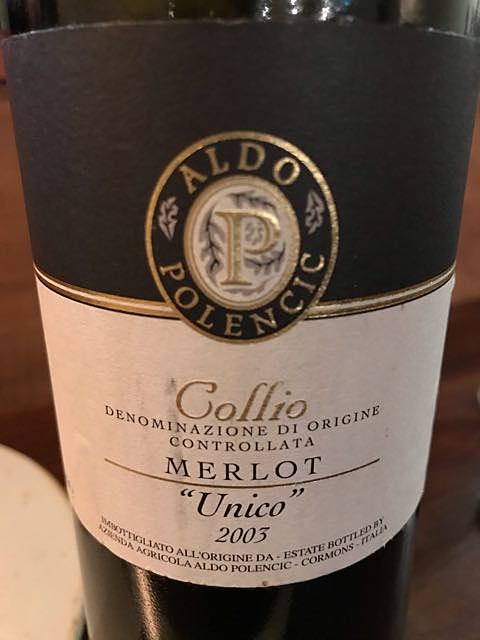 ALDO
P
POLENCIC
Collio
DENOMINAZIONE DI ORIGINE
CONTROLLATA
MERLOT
"Unico"
2003
IMBOTTIGLIATO ALL'ORIGINE DA - ESTATE BOTTLED BY
AZIENDA AGRICOLA ALDO POLENCIC - CORMONS - ITALIA